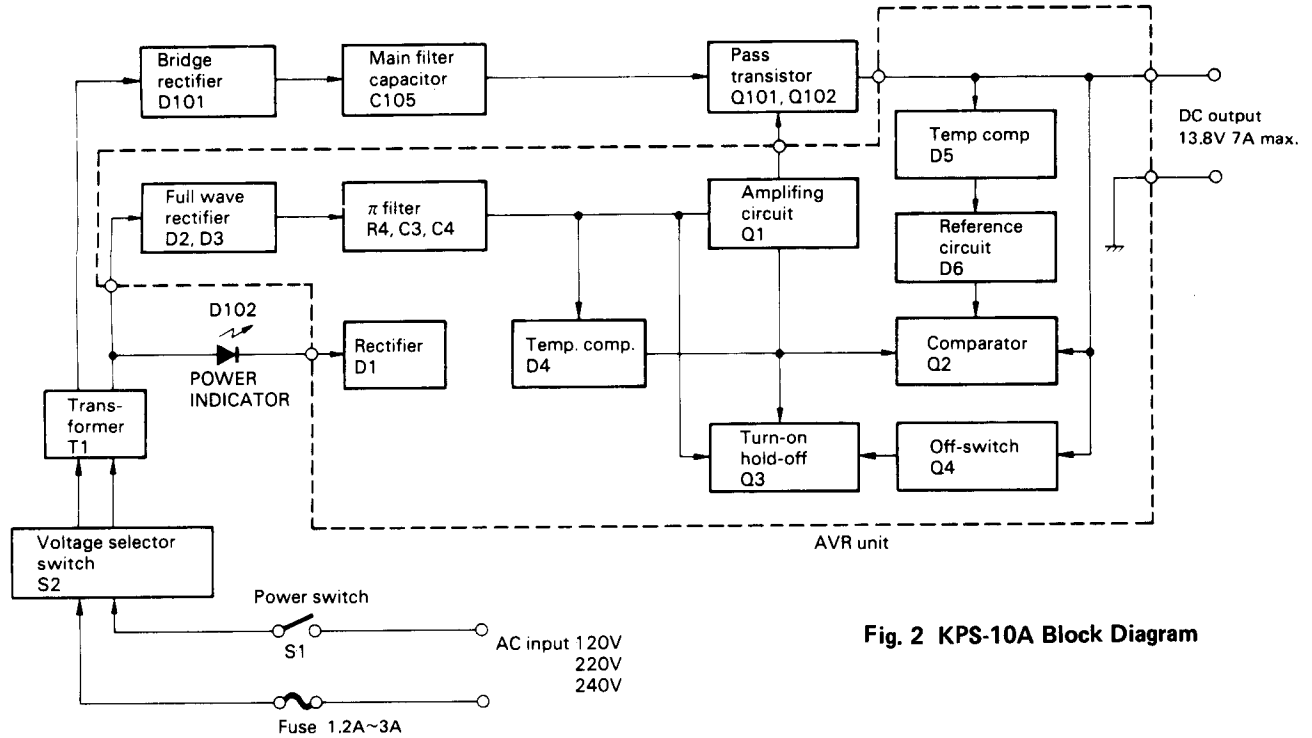 Bridge
rectifier
D101
Main filter
capacitor
C105
Pass
transistor
Q101, Q102
DC output
13.8V 7A max.
Temp comp
D5
Full wave
rectifier
D2, D3
π filter
R4, C3, C4
Amplifing
circuit
Q1
Reference
circuit
D6
D102
POWER
INDICATOR
Rectifier
D1
Temp. comp.
D4
Comparator
Q2
Trans-
former
T1
Turn-on
hold-off
Q3
Off-switch
Q4
AVR unit
Voltage selector
switch
S2
Power switch
S1
AC input 120V
220V
240V
Fuse 1.2A~3A
Fig. 2 KPS-10A Block Diagram